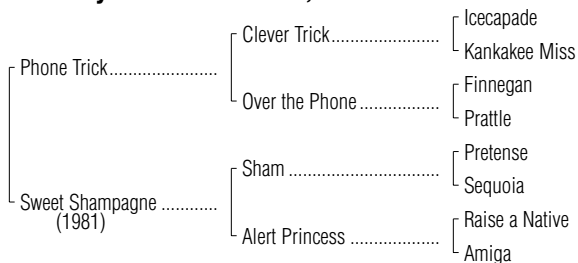 Icecapade
Clever Trick
Kankakee Miss
Phone Trick
Finnegan
Over the Phone
Prattle
Pretense
Sham
Sequoia
Sweet Shampagne
(1981)
Raise a Native
Alert Princess
Amiga